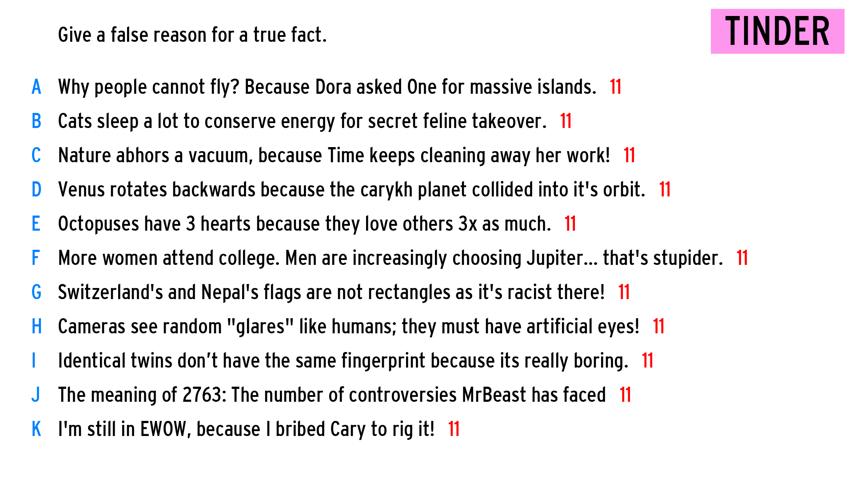 Give a false reason for a true fact.
TINDER
A Why people cannot fly? Because Dora asked One for massive islands. 11
B Cats sleep a lot to conserve energy for secret feline takeover. 11
C Nature abhors a vacuum, because Time keeps cleaning away her work! 11
D Venus rotates backwards because the carykh planet collided into it's orbit. 11
E Octopuses have 3 hearts because they love others 3x as much. 11
F More women attend college. Men are increasingly choosing Jupiter... that's stupider. 11
G Switzerland's and Nepal's flags are not rectangles as it's racist there! 11
H Cameras see random "glares" like humans; they must have artificial eyes! 11
I Identical twins don’t have the same fingerprint because its really boring. 11
J The meaning of 2763: The number of controversies MrBeast has faced 11
K I'm still in EWOW, because I bribed Cary to rig it! 11